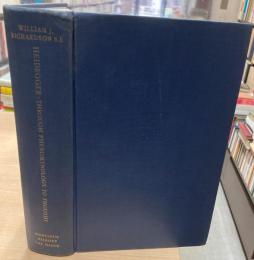 WILLIAM J.
RICHARDSON S.J.
HEIDEGGER · THROUGH PHENOMENOLOGY TO THOUGHT
MARTINUS
NIJHOFF
THE HAGUE